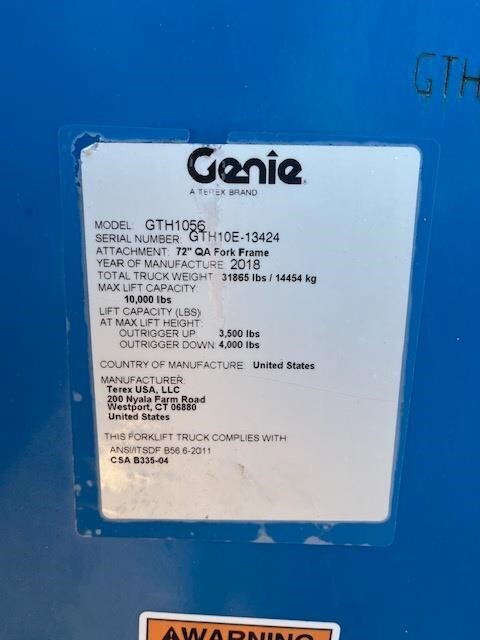 GTH
Genie
A TEREX BRAND
MODEL: GTH1056
SERIAL NUMBER: GTH10E-13424
ATTACHMENT: 72" QA Fork Frame
YEAR OF MANUFACTURE: 2018
TOTAL TRUCK WEIGHT: 31865 lbs / 14454 kg
MAX LIFT CAPACITY:
10,000 lbs
LIFT CAPACITY (LBS)
AT MAX LIFT HEIGHT:
OUTRIGGER UP: 3,500 lbs
OUTRIGGER DOWN: 4,000 lbs
COUNTRY OF MANUFACTURE: United States
MANUFACTURER:
Terex USA, LLC
200 Nyala Farm Road
Westport, CT 06880
United States
THIS FORKLIFT TRUCK COMPLIES WITH
ANSI/ITSDF B56.6-2011
CSA B335-04
WARNING